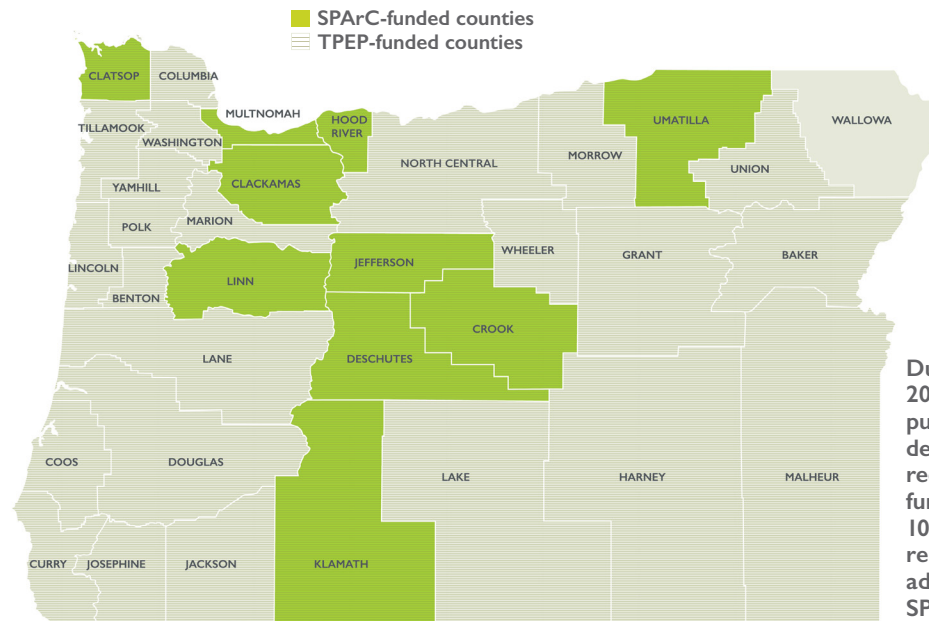 SPArC-funded counties
TPEP-funded counties
CLATSOP
COLUMBIA
MULTNOMAH
HOOD
RIVER
UMATILLA
WALLOWA
TILLAMOOK
WASHINGTON
MORROW
NORTH CENTRAL
UNION
YAMHILL
CLACKAMAS
POLK
MARION
WHEELER
GRANT
BAKER
JEFFERSON
LINCOLN
LINN
BENTON
CROOK
LANE
DESCHUTES
COOS
DOUGLAS
LAKE
HARNEY
MALHEUR
CURRY
JOSEPHINE
JACKSON
KLAMATH
Du
20
pu
de
re
fun
10
re
ad
SP